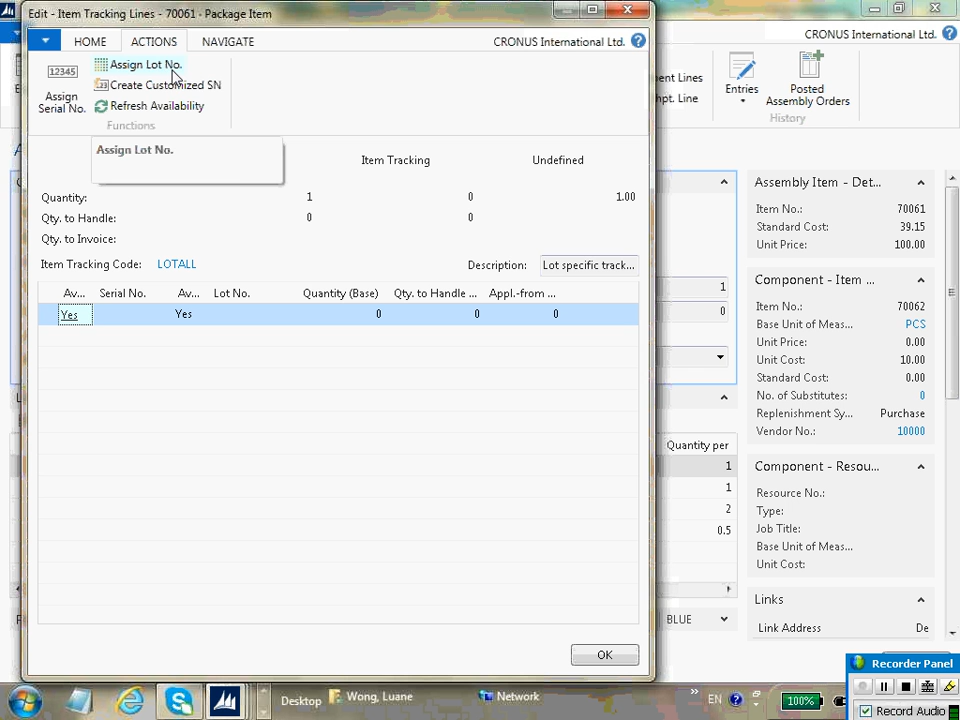 Edit - Item Tracking Lines - 70061 · Package Item
HOME ACTIONS NAVIGATE CRONUS International Ltd.
CRONUS International Ltd.
12345
Assign Serial No.
Assign Lot No.
Create Customized SN
Refresh Availability
Functions
Assign Lot No.
Item Tracking Undefined
Quantity: 1 0 1.00
Qty. to Handle: 0 0
Qty. to Invoice:
Item Tracking Code: LOTALL Description: Lot specific track...
Av... Serial No. Av... Lot No. Quantity (Base) Qty. to Handle ... Appl.-from ...
Yes Yes 0 0 0
OK
ent Lines
hpt. Line
Entries
Posted
Assembly Orders
History
1
0
Quantity per
1
1
2
0.5
BLUE
Assembly Item - Det...
Item No.: 70061
Standard Cost: 39.15
Unit Price: 100.00
Component - Item ...
Item No.: 70062
Base Unit of Meas... PCS
Unit Price: 0.00
Unit Cost: 10.00
Standard Cost: 0.00
No. of Substitutes: 0
Replenishment Sy... Purchase
Vendor No.: 10000
Component - Resou...
Resource No.:
Type:
Job Title:
Base Unit of Meas...
Unit Cost:
Links
Link Address De
Recorder Panel
Record Audio
Desktop Wong, Luane Network » EN 100%